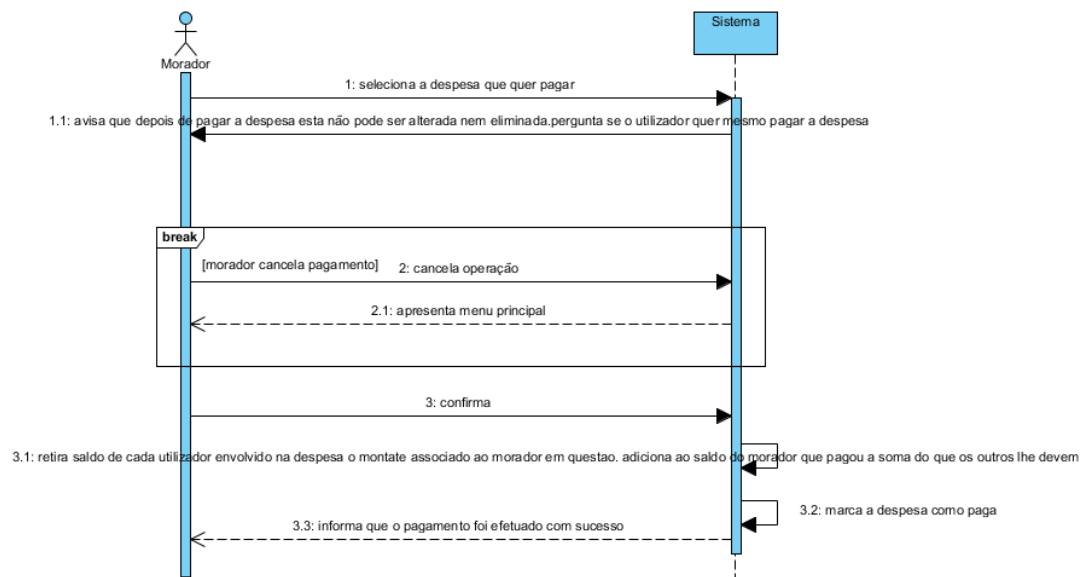 Sistema
Morador
1: seleciona a despesa que quer pagar
1.1: avisa que depois de pagar a despesa esta não pode ser alterada nem eliminada.pergunta se o utilizador quer mesmo pagar a despesa
break
[morador cancela pagamento]
2: cancela operação
2.1: apresenta menu principal
3: confirma
3.1: retira saldo de cada utilizador envolvido na despesa o montate associado ao morador em questao. adiciona ao saldo do morador que pagou a soma do que os outros lhe devem
3.2: marca a despesa como paga
3.3: informa que o pagamento foi efetuado com sucesso